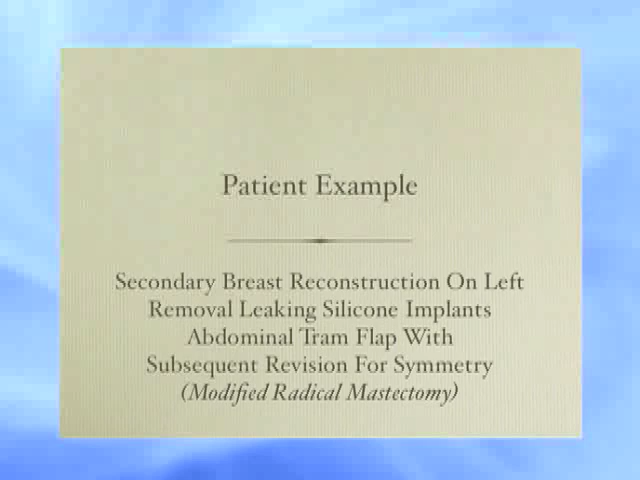 Patient Example
Secondary Breast Reconstruction On Left
Removal Leaking Silicone Implants
Abdominal Tram Flap With
Subsequent Revision For Symmetry
(Modified Radical Mastectomy)